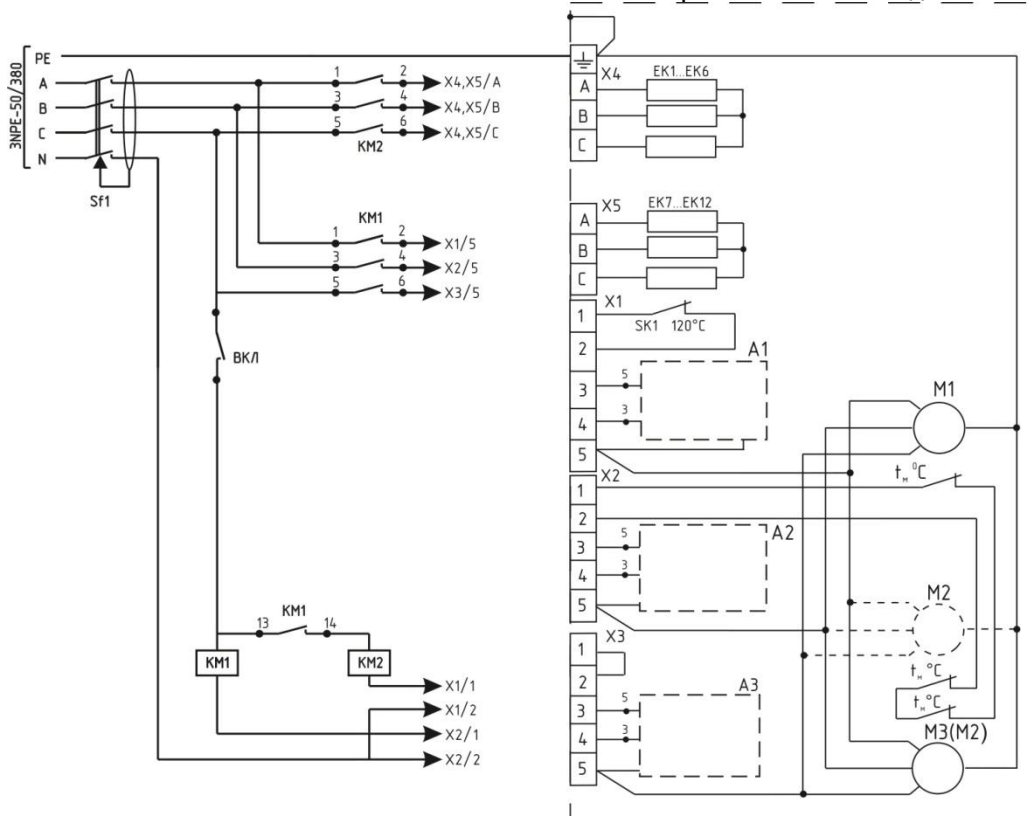 3NPE-50/380
PE
A
B
C
N
Sf1
1
2
3
4
5
6
KM2
X4,X5/A
X4,X5/B
X4,X5/C
KM1
1
2
3
4
5
6
X1/5
X2/5
X3/5
ВКЛ
13
KM1
14
KM1
KM2
X1/1
X1/2
X2/1
X2/2
X4
A
B
C
EK1...EK6
X5
A
B
C
EK7...EK12
X1
1
2
3
4
5
SK1 120°C
A1
5
3
M1
X2
1
2
3
4
5
tм °C
A2
5
3
M2
X3
1
2
3
4
5
tм °C
tм °C
A3
5
3
M3(M2)